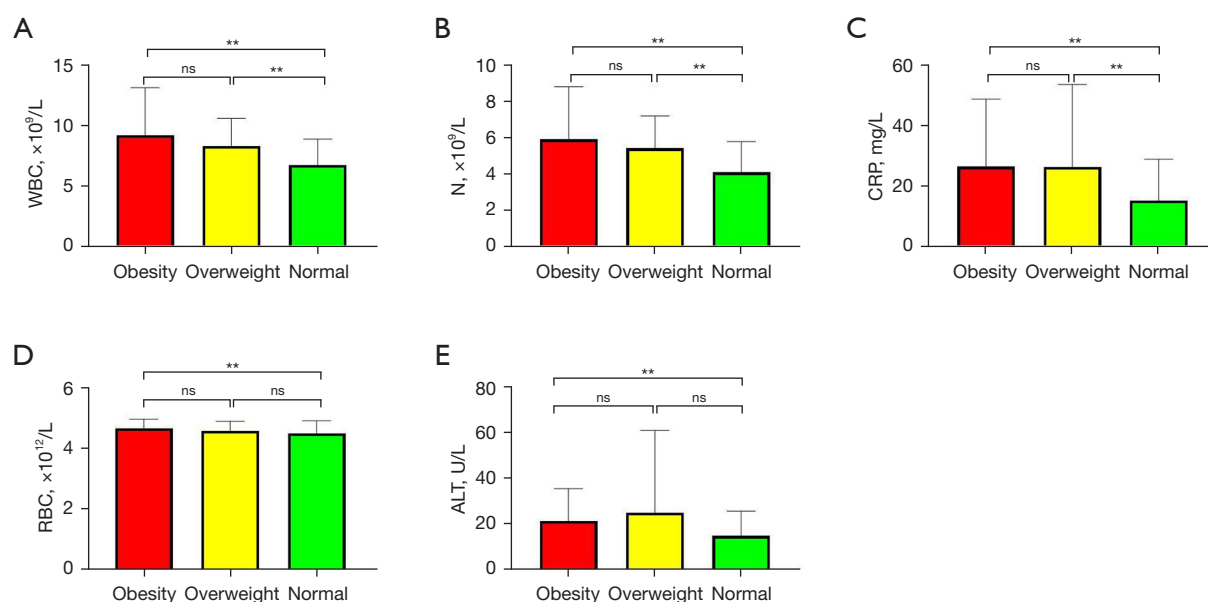 A
**
ns
**
15
10
5
0
WBC, ×10⁹/L
Obesity Overweight Normal
B
**
ns
**
10
8
6
4
2
0
N, ×10⁹/L
Obesity Overweight Normal
C
**
ns
**
60
40
20
0
CRP, mg/L
Obesity Overweight Normal
D
**
ns
ns
6
4
2
0
RBC, ×10¹²/L
Obesity Overweight Normal
E
**
ns
ns
80
60
40
20
0
ALT, U/L
Obesity Overweight Normal